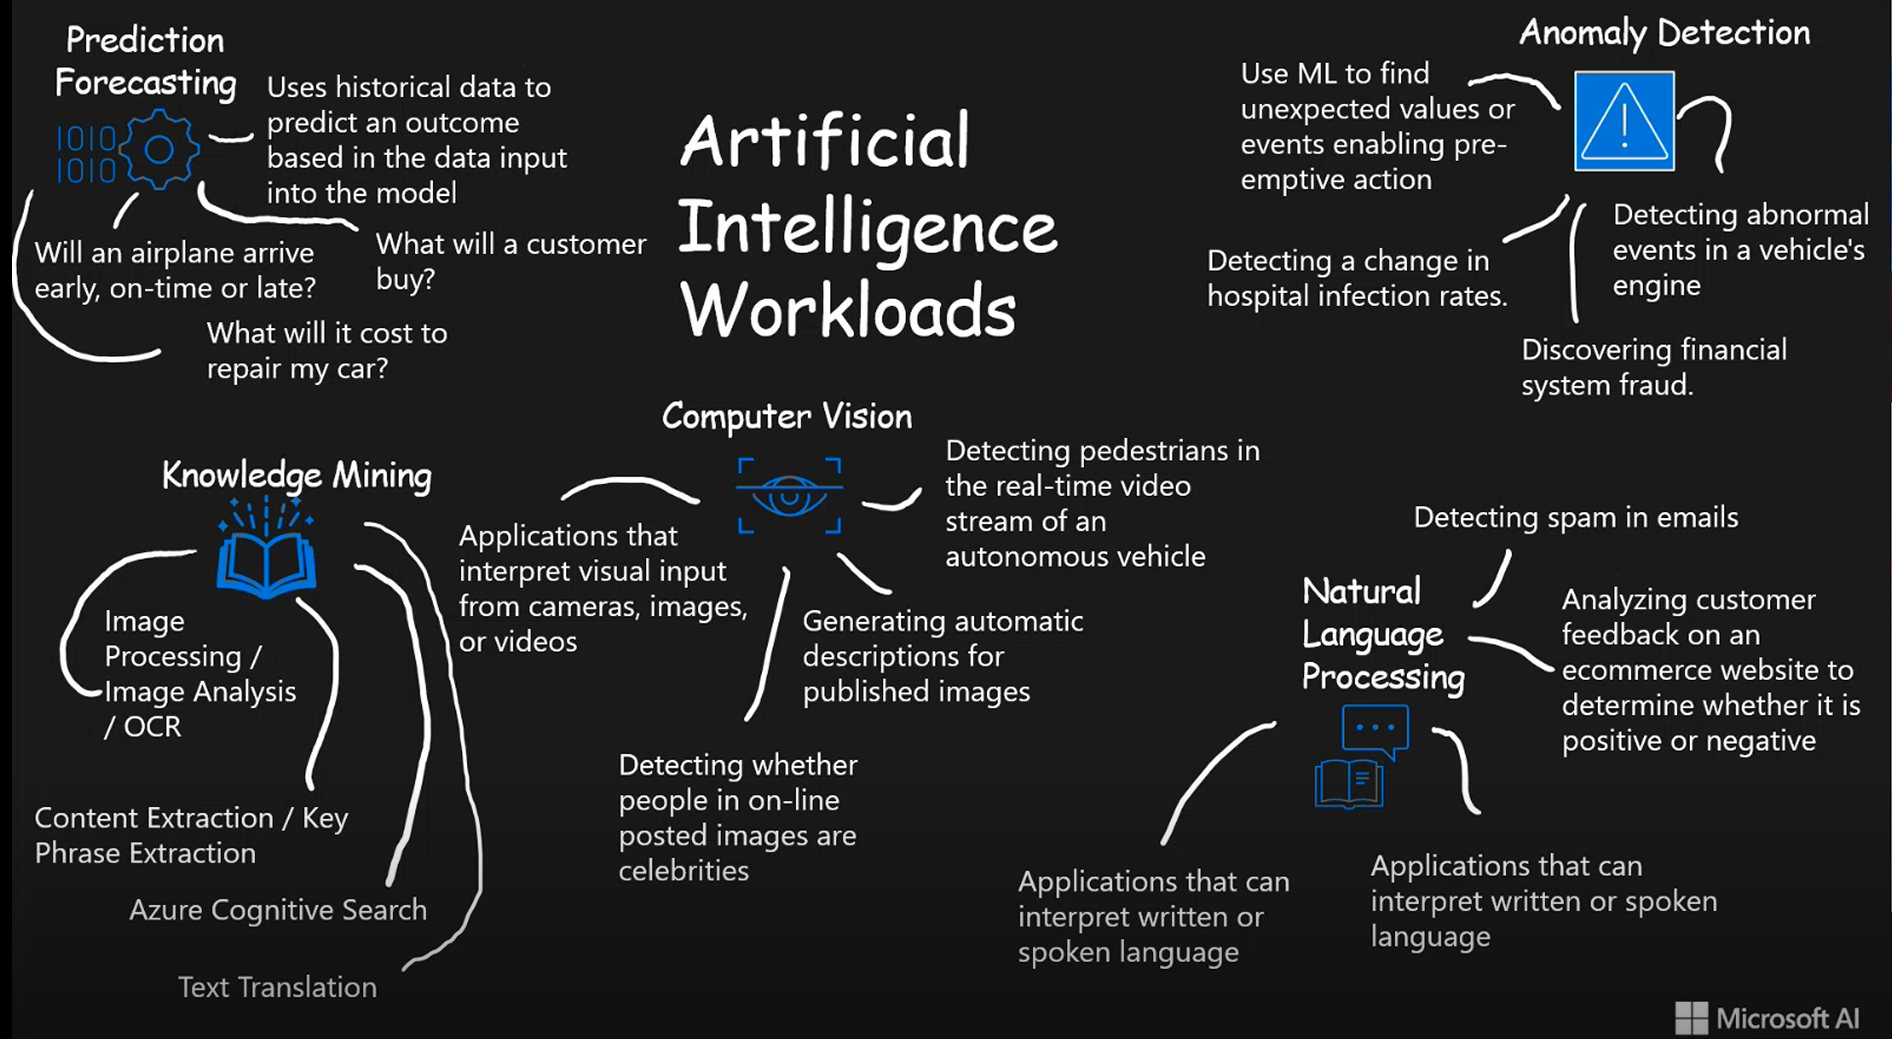 Prediction
Forecasting
1010
1010
Uses historical data to
predict an outcome
based in the data input
into the model
Will an airplane arrive
early, on-time or late?
What will a customer
buy?
What will it cost to
repair my car?
Artificial
Intelligence
Workloads
Anomaly Detection
Use ML to find
unexpected values or
events enabling pre-
emptive action
Detecting a change in
hospital infection rates.
Detecting abnormal
events in a vehicle's
engine
Discovering financial
system fraud.
Knowledge Mining
Image
Processing /
Image Analysis
/ OCR
Content Extraction / Key
Phrase Extraction
Azure Cognitive Search
Text Translation
Computer Vision
Applications that
interpret visual input
from cameras, images,
or videos
Detecting pedestrians in
the real-time video
stream of an
autonomous vehicle
Generating automatic
descriptions for
published images
Detecting whether
people in on-line
posted images are
celebrities
Natural
Language
Processing
Detecting spam in emails
Analyzing customer
feedback on an
ecommerce website to
determine whether it is
positive or negative
Applications that can
interpret written or
spoken language
Applications that can
interpret written or spoken
language
Microsoft AI